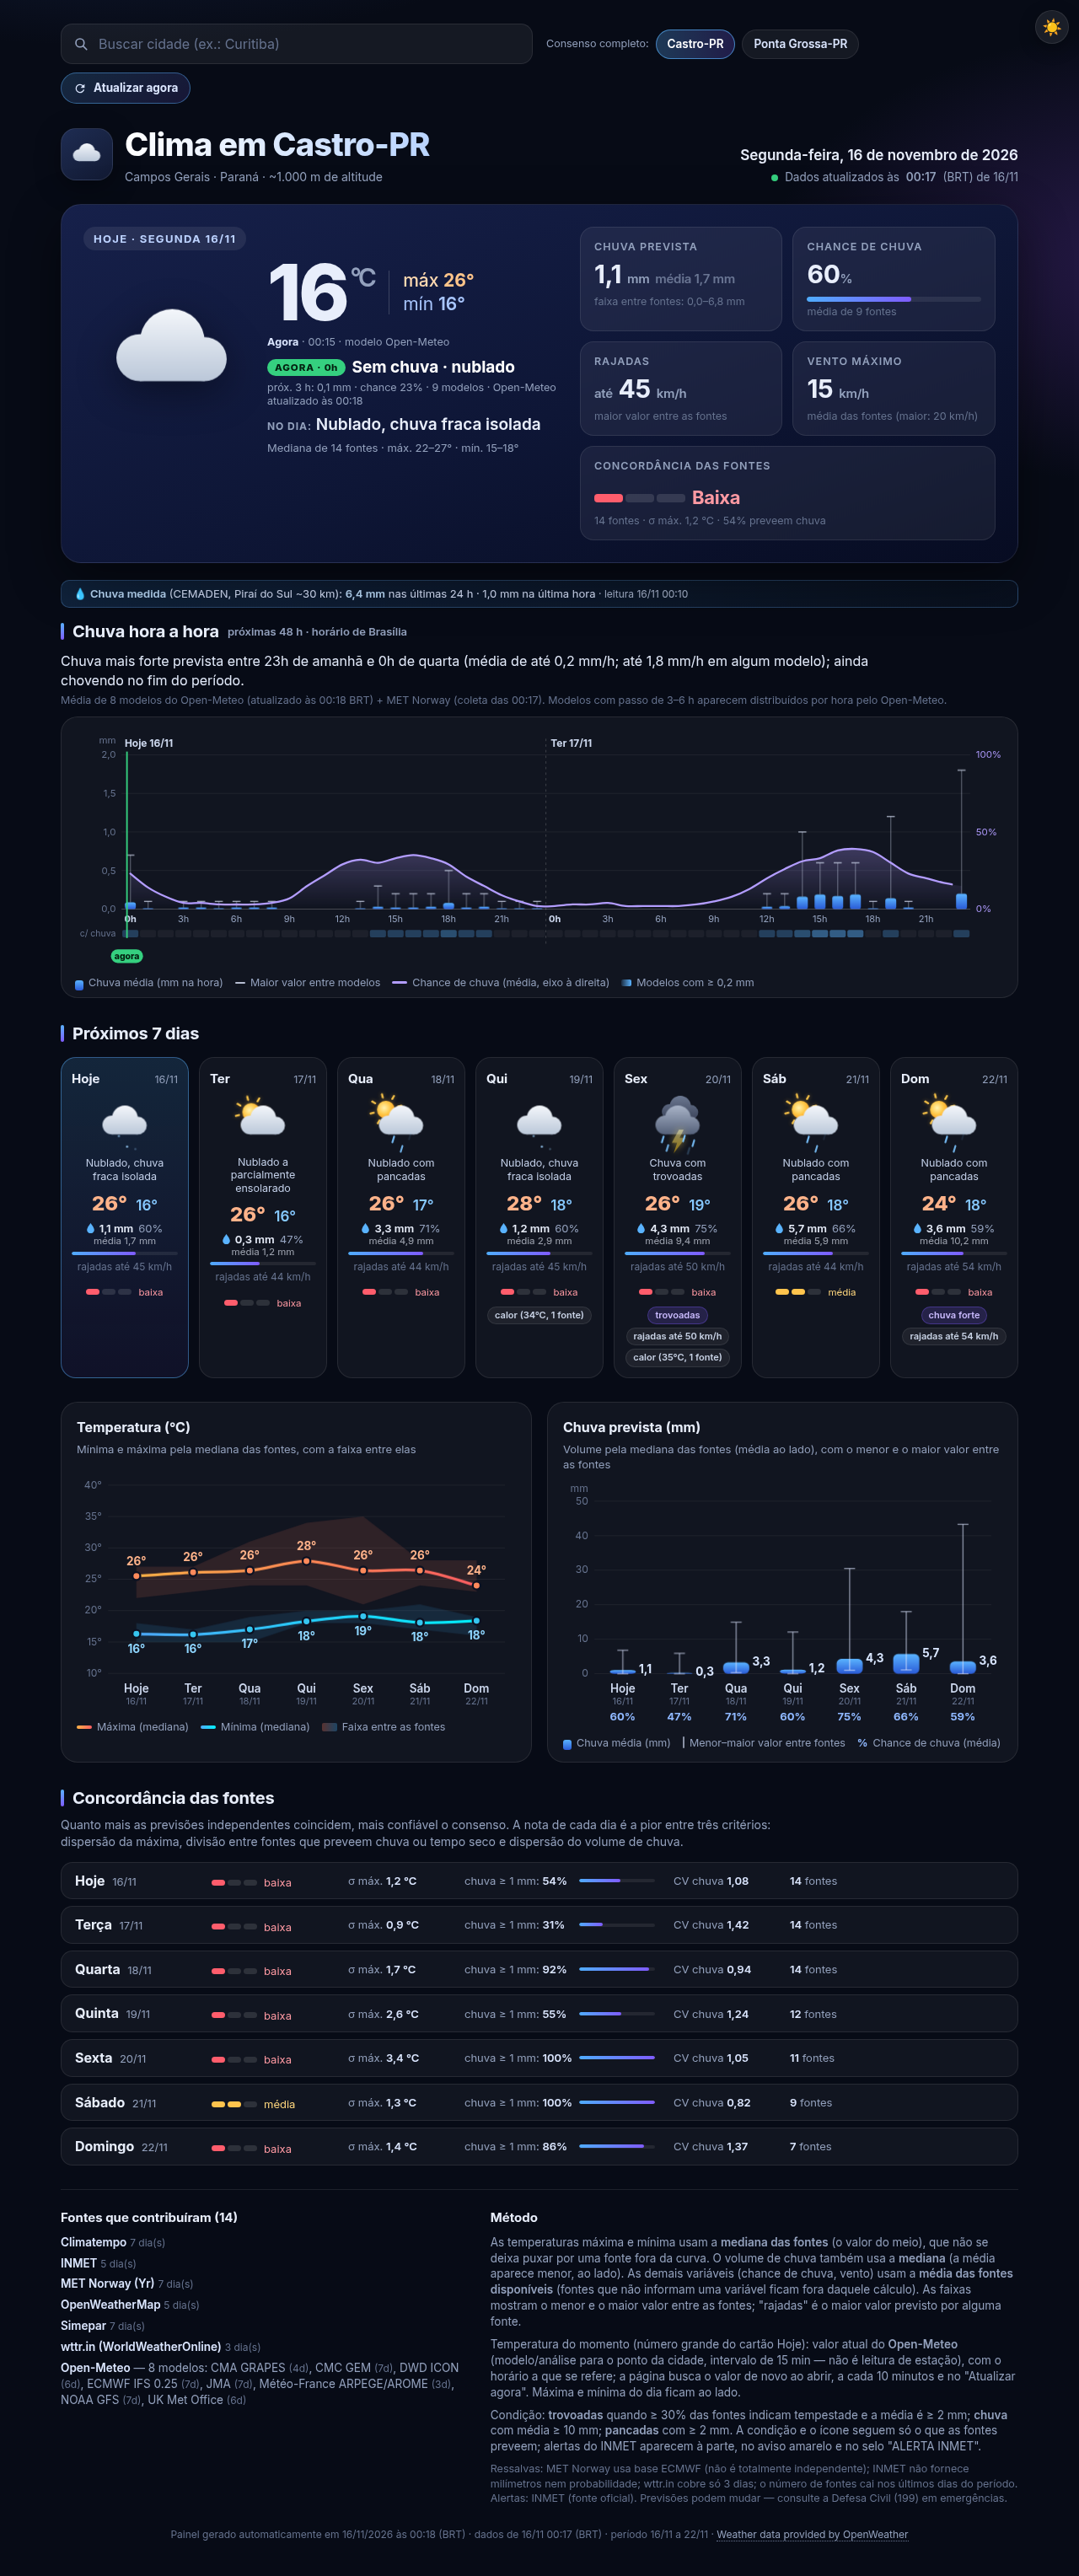 Buscar cidade (ex.: Curitiba)
Consenso completo: Castro-PR Ponta Grossa-PR
Atualizar agora
Clima em Castro-PR
Campos Gerais · Paraná · ~1.000 m de altitude
Segunda-feira, 16 de novembro de 2026
Dados atualizados às 00:17 (BRT) de 16/11
HOJE · SEGUNDA 16/11
16°C
máx 26°
mín 16°
Agora · 00:15 · modelo Open-Meteo
AGORA · 0h Sem chuva · nublado
próx. 3 h: 0,1 mm · chance 23% · 9 modelos · Open-Meteo
atualizado às 00:18
NO DIA: Nublado, chuva fraca isolada
Mediana de 14 fontes · máx. 22–27° · mín. 15–18°
CHUVA PREVISTA
1,1 mm média 1,7 mm
faixa entre fontes: 0,0–6,8 mm
CHANCE DE CHUVA
60%
média de 9 fontes
RAJADAS
até 45 km/h
maior valor entre as fontes
VENTO MÁXIMO
15 km/h
média das fontes (maior: 20 km/h)
CONCORDÂNCIA DAS FONTES
Baixa
14 fontes · σ máx. 1,2 °C · 54% preveem chuva
Chuva medida (CEMADEN, Piraí do Sul ~30 km): 6,4 mm nas últimas 24 h · 1,0 mm na última hora · leitura 16/11 00:10
Chuva hora a hora próximas 48 h · horário de Brasília
Chuva mais forte prevista entre 23h de amanhã e 0h de quarta (média de até 0,2 mm/h; até 1,8 mm/h em algum modelo); ainda
chovendo no fim do período.
Média de 8 modelos do Open-Meteo (atualizado às 00:18 BRT) + MET Norway (coleta das 00:17). Modelos com passo de 3–6 h aparecem distribuídos por hora pelo Open-Meteo.
mm Hoje 16/11 Ter 17/11
2,0 100%
1,5
1,0 50%
0,5
0,0 0%
0h 3h 6h 9h 12h 15h 18h 21h 0h 3h 6h 9h 12h 15h 18h 21h
c/ chuva
agora
Chuva média (mm na hora) Maior valor entre modelos Chance de chuva (média, eixo à direita) Modelos com ≥ 0,2 mm
Próximos 7 dias
Hoje 16/11
Nublado, chuva
fraca isolada
26° 16°
1,1 mm 60%
média 1,7 mm
rajadas até 45 km/h
baixa
Ter 17/11
Nublado a
parcialmente
ensolarado
26° 16°
0,3 mm 47%
média 1,2 mm
rajadas até 44 km/h
baixa
Qua 18/11
Nublado com
pancadas
26° 17°
3,3 mm 71%
média 4,9 mm
rajadas até 44 km/h
baixa
Qui 19/11
Nublado, chuva
fraca isolada
28° 18°
1,2 mm 60%
média 2,9 mm
rajadas até 45 km/h
baixa
calor (34°C, 1 fonte)
Sex 20/11
Chuva com
trovoadas
26° 19°
4,3 mm 75%
média 9,4 mm
rajadas até 50 km/h
baixa
trovoadas
rajadas até 50 km/h
calor (35°C, 1 fonte)
Sáb 21/11
Nublado com
pancadas
26° 18°
5,7 mm 66%
média 5,9 mm
rajadas até 44 km/h
média
Dom 22/11
Nublado com
pancadas
24° 18°
3,6 mm 59%
média 10,2 mm
rajadas até 54 km/h
baixa
chuva forte
rajadas até 54 km/h
Temperatura (°C)
Mínima e máxima pela mediana das fontes, com a faixa entre elas
40°
35°
30°
25°
20°
15°
10°
26° 26° 26° 28° 26° 26° 24°
16° 16° 17° 18° 19° 18° 18°
Hoje Ter Qua Qui Sex Sáb Dom
16/11 17/11 18/11 19/11 20/11 21/11 22/11
Máxima (mediana) Mínima (mediana) Faixa entre as fontes
Chuva prevista (mm)
Volume pela mediana das fontes (média ao lado), com o menor e o maior valor entre
as fontes
mm
50
40
30
20
10
0
1,1 0,3 3,3 1,2 4,3 5,7 3,6
Hoje Ter Qua Qui Sex Sáb Dom
16/11 17/11 18/11 19/11 20/11 21/11 22/11
60% 47% 71% 60% 75% 66% 59%
Chuva média (mm) Menor–maior valor entre fontes % Chance de chuva (média)
Concordância das fontes
Quanto mais as previsões independentes coincidem, mais confiável o consenso. A nota de cada dia é a pior entre três critérios:
dispersão da máxima, divisão entre fontes que preveem chuva ou tempo seco e dispersão do volume de chuva.
Hoje 16/11 baixa σ máx. 1,2 °C chuva ≥ 1 mm: 54% CV chuva 1,08 14 fontes
Terça 17/11 baixa σ máx. 0,9 °C chuva ≥ 1 mm: 31% CV chuva 1,42 14 fontes
Quarta 18/11 baixa σ máx. 1,7 °C chuva ≥ 1 mm: 92% CV chuva 0,94 14 fontes
Quinta 19/11 baixa σ máx. 2,6 °C chuva ≥ 1 mm: 55% CV chuva 1,24 12 fontes
Sexta 20/11 baixa σ máx. 3,4 °C chuva ≥ 1 mm: 100% CV chuva 1,05 11 fontes
Sábado 21/11 média σ máx. 1,3 °C chuva ≥ 1 mm: 100% CV chuva 0,82 9 fontes
Domingo 22/11 baixa σ máx. 1,4 °C chuva ≥ 1 mm: 86% CV chuva 1,37 7 fontes
Fontes que contribuíram (14)
Climatempo 7 dia(s)
INMET 5 dia(s)
MET Norway (Yr) 7 dia(s)
OpenWeatherMap 5 dia(s)
Simepar 7 dia(s)
wttr.in (WorldWeatherOnline) 3 dia(s)
Open-Meteo — 8 modelos: CMA GRAPES (4d), CMC GEM (7d), DWD ICON
(6d), ECMWF IFS 0.25 (7d), JMA (7d), Météo-France ARPEGE/AROME (3d),
NOAA GFS (7d), UK Met Office (6d)
Método
As temperaturas máxima e mínima usam a mediana das fontes (o valor do meio), que não se
deixa puxar por uma fonte fora da curva. O volume de chuva também usa a mediana (a média
aparece menor, ao lado). As demais variáveis (chance de chuva, vento) usam a média das fontes
disponíveis (fontes que não informam uma variável ficam fora daquele cálculo). As faixas
mostram o menor e o maior valor entre as fontes; "rajadas" é o maior valor previsto por alguma
fonte.
Temperatura do momento (número grande do cartão Hoje): valor atual do Open-Meteo
(modelo/análise para o ponto da cidade, intervalo de 15 min — não é leitura de estação), com o
horário a que se refere; a página busca o valor de novo ao abrir, a cada 10 minutos e no "Atualizar
agora". Máxima e mínima do dia ficam ao lado.
Condição: trovoadas quando ≥ 30% das fontes indicam tempestade e a média é ≥ 2 mm; chuva
com média ≥ 10 mm; pancadas com ≥ 2 mm. A condição e o ícone seguem só o que as fontes
preveem; alertas do INMET aparecem à parte, no aviso amarelo e no selo "ALERTA INMET".
Ressalvas: MET Norway usa base ECMWF (não é totalmente independente); INMET não fornece
milímetros nem probabilidade; wttr.in cobre só 3 dias; o número de fontes cai nos últimos dias do período.
Alertas: INMET (fonte oficial). Previsões podem mudar — consulte a Defesa Civil (199) em emergências.
Painel gerado automaticamente em 16/11/2026 às 00:18 (BRT) · dados de 16/11 00:17 (BRT) · período 16/11 a 22/11 · Weather data provided by OpenWeather